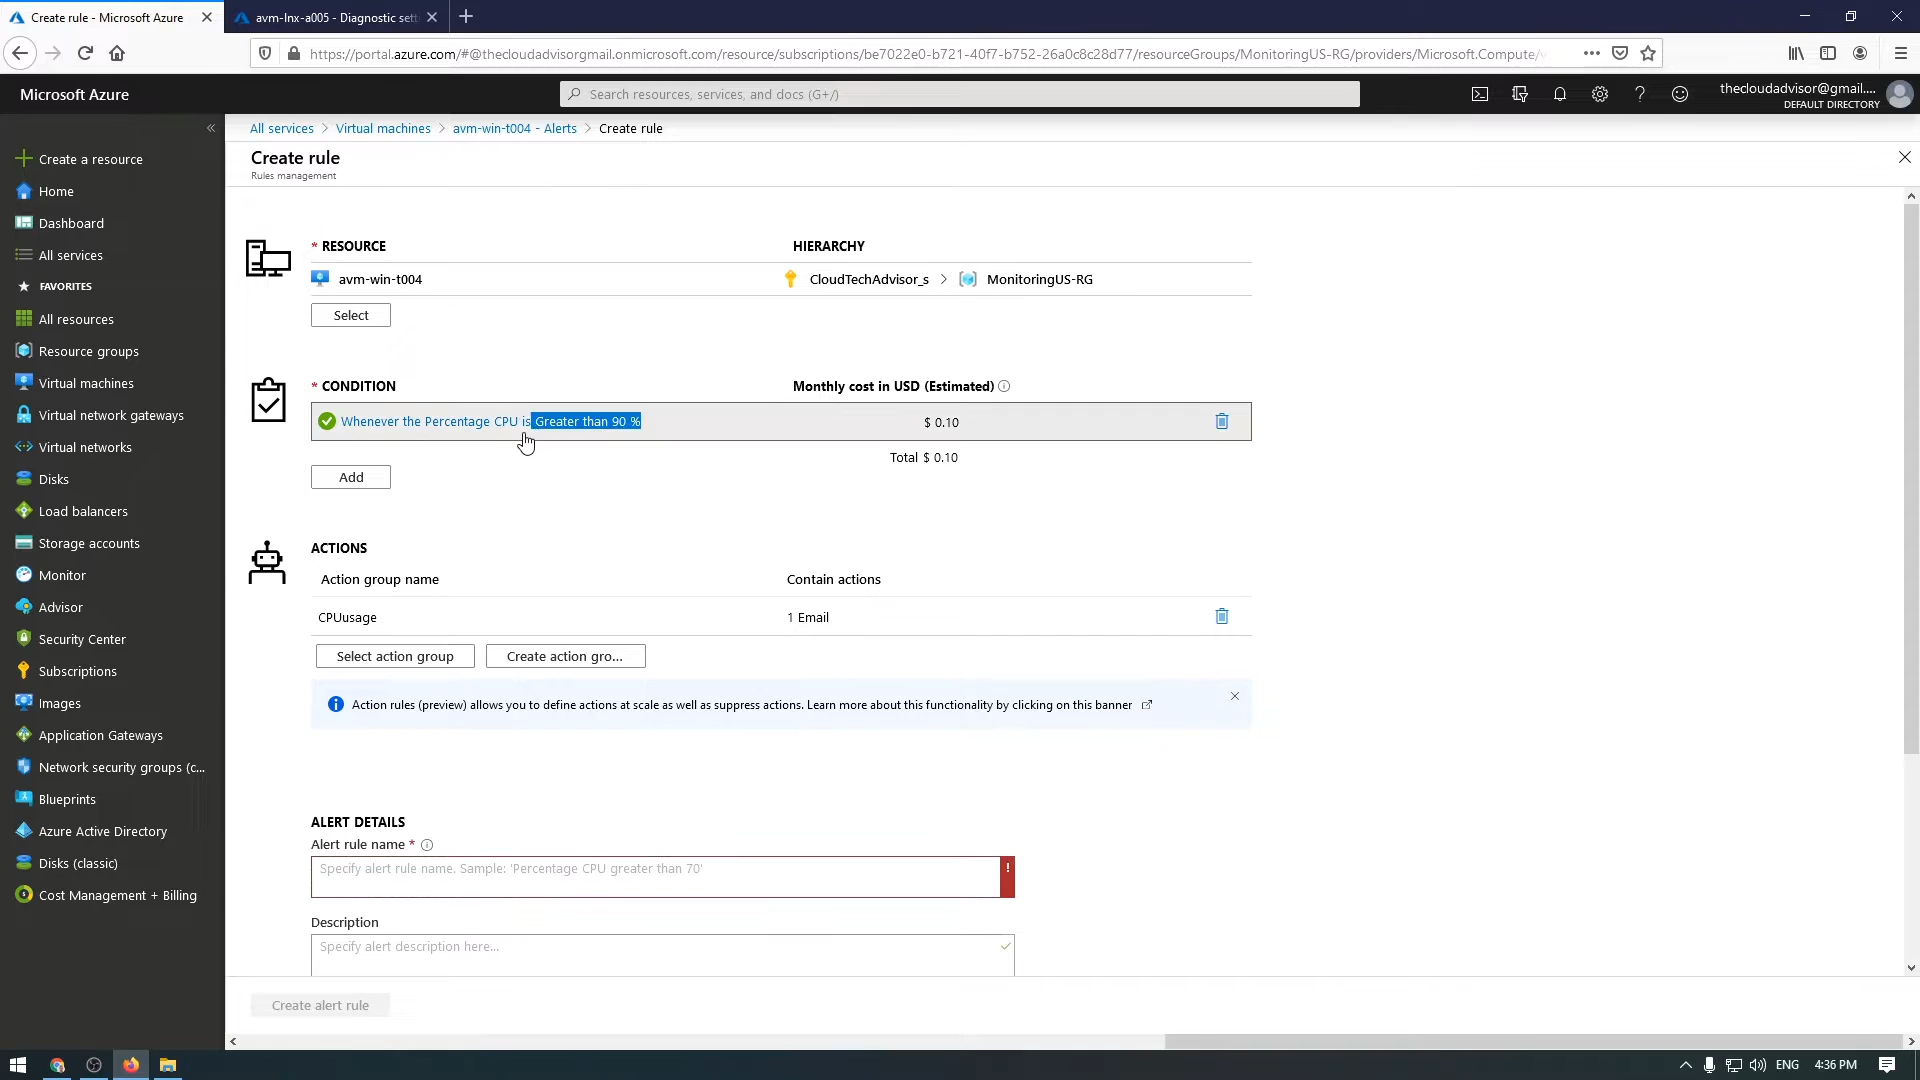 Create rule - Microsoft Azure
avm-lnx-a005 - Diagnostic sett
https://portal.azure.com/#@thecloudadvisorgmail.onmicrosoft.com/resource/subscriptions/be7022e0-b721-40f7-b752-26a0c8c28d77/resourceGroups/MonitoringUS-RG/providers/Microsoft.Compute/
Microsoft Azure
Search resources, services, and docs (G+/)
thecloudadvisor@gmail....
DEFAULT DIRECTORY
All services > Virtual machines > avm-win-t004 - Alerts > Create rule
Create rule
Rules management
Create a resource
Home
Dashboard
All services
FAVORITES
All resources
Resource groups
Virtual machines
Virtual network gateways
Virtual networks
Disks
Load balancers
Storage accounts
Monitor
Advisor
Security Center
Subscriptions
Images
Application Gateways
Network security groups (c...
Blueprints
Azure Active Directory
Disks (classic)
Cost Management + Billing
* RESOURCE
HIERARCHY
avm-win-t004
CloudTechAdvisor_s > MonitoringUS-RG
Select
* CONDITION
Monthly cost in USD (Estimated)
Whenever the Percentage CPU is Greater than 90 %
$ 0.10
Total $ 0.10
Add
ACTIONS
Action group name
Contain actions
CPUusage
1 Email
Select action group
Create action gro...
Action rules (preview) allows you to define actions at scale as well as suppress actions. Learn more about this functionality by clicking on this banner
ALERT DETAILS
Alert rule name *
Specify alert rule name. Sample: 'Percentage CPU greater than 70'
Description
Specify alert description here...
Create alert rule
ENG
4:36 PM